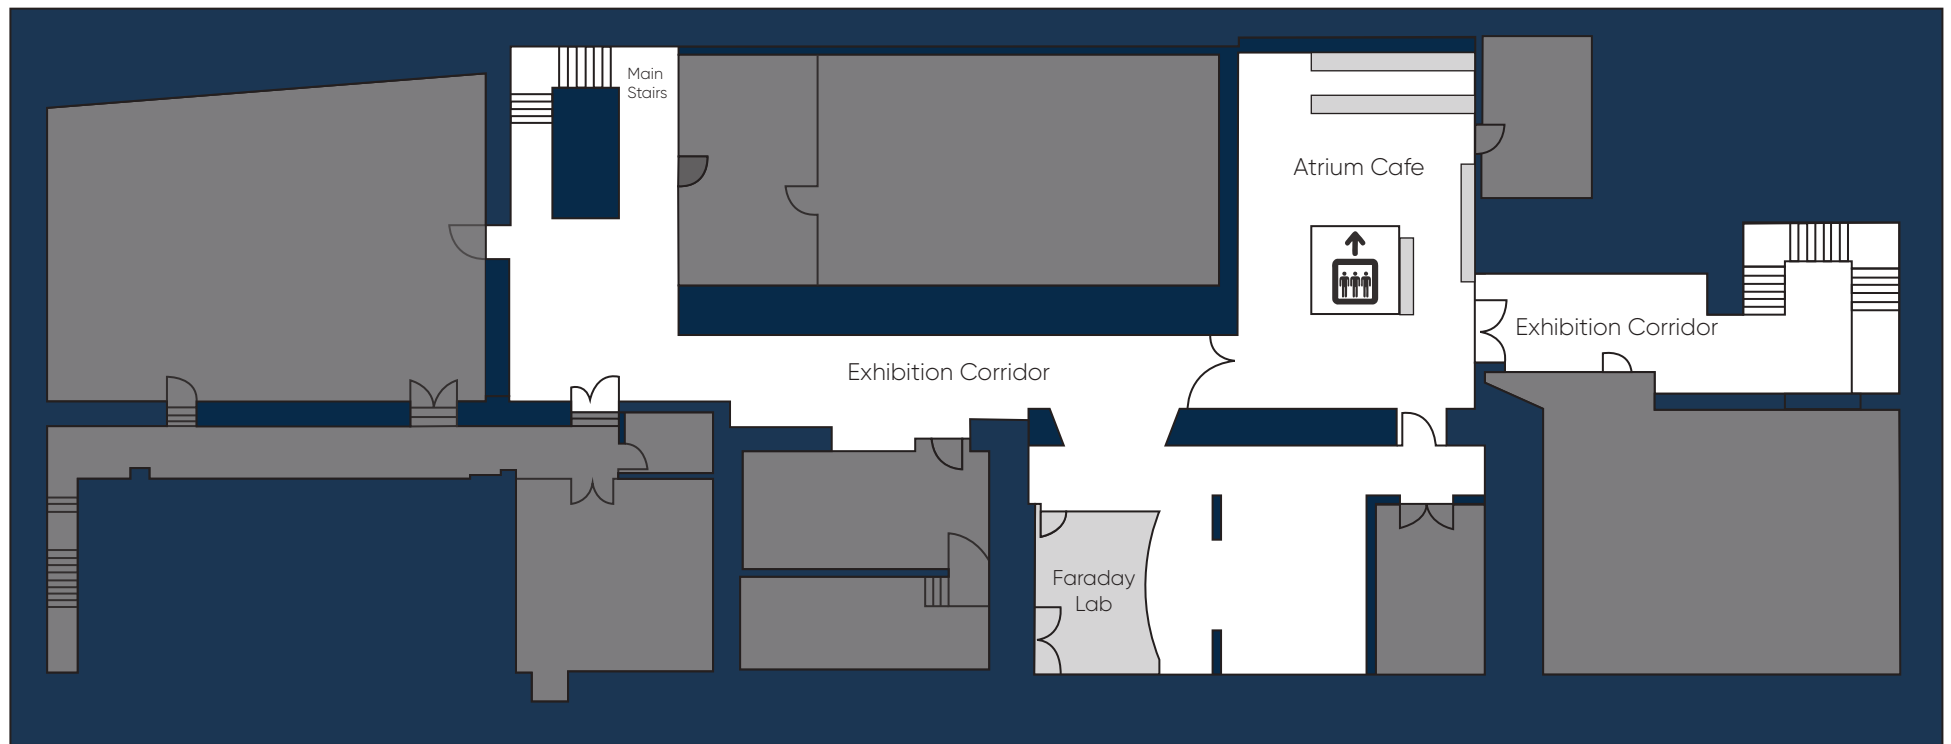 Main
Stairs
Atrium Cafe
Exhibition Corridor
Exhibition Corridor
Faraday
Lab